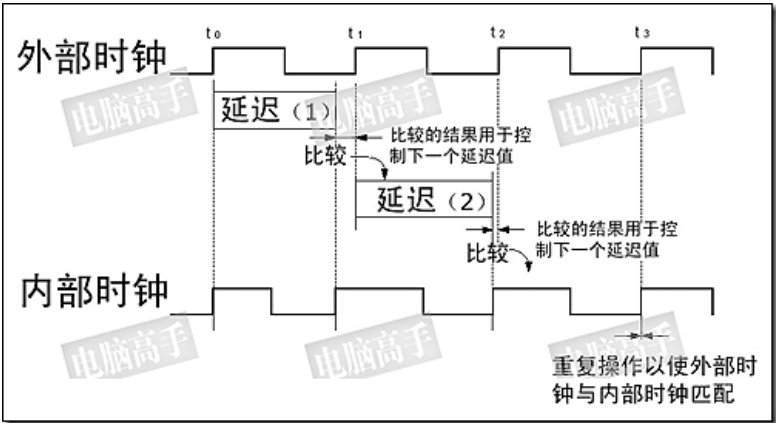 t0 t1 t2 t3
外部时钟
延迟（1）
比较
比较的结果用于控
制下一个延迟值
延迟（2）
比较
比较的结果用于控
制下一个延迟值
内部时钟
重复操作以使外部时
钟与内部时钟匹配
电脑高手
电脑高手
电脑高手
电脑高手
电脑高手
电脑高手